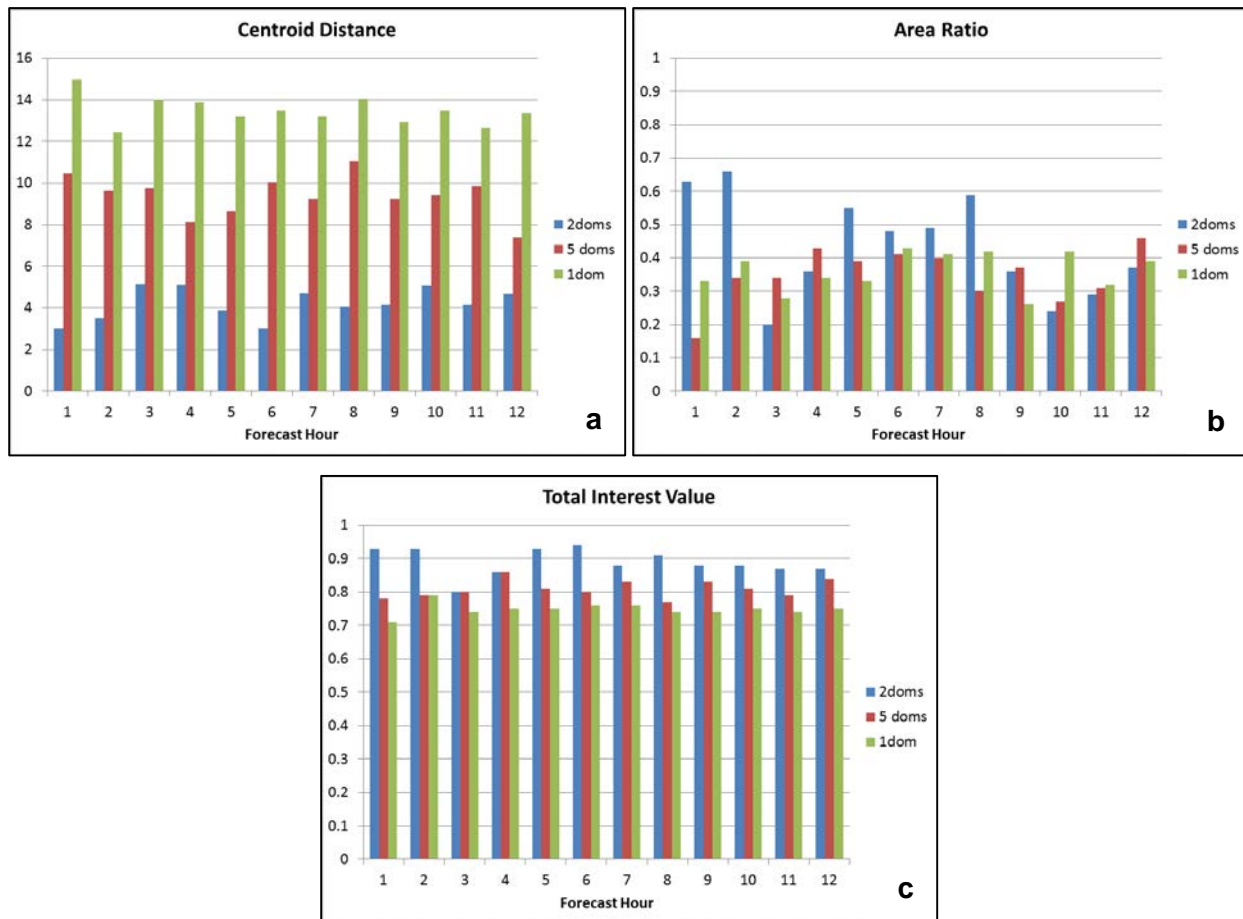 Centroid Distance
16
14
12
10
8
6
4
2
0
1 2 3 4 5 6 7 8 9 10 11 12
Forecast Hour
2doms
5 doms
1dom
a
Area Ratio
1
0.9
0.8
0.7
0.6
0.5
0.4
0.3
0.2
0.1
0
1 2 3 4 5 6 7 8 9 10 11 12
Forecast Hour
2doms
5 doms
1dom
b
Total Interest Value
1
0.9
0.8
0.7
0.6
0.5
0.4
0.3
0.2
0.1
0
1 2 3 4 5 6 7 8 9 10 11 12
Forecast Hour
2doms
5 doms
1dom
c